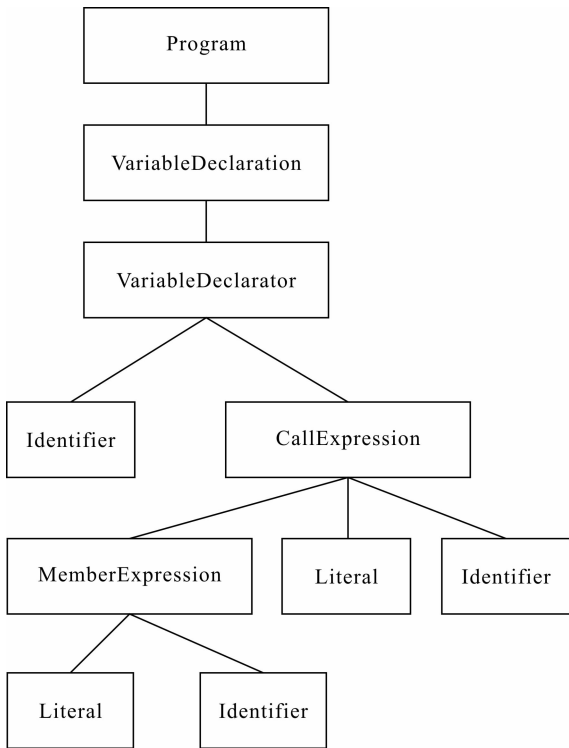 Program
VariableDeclaration
VariableDeclarator
Identifier
CallExpression
MemberExpression
Literal
Identifier
Literal
Identifier